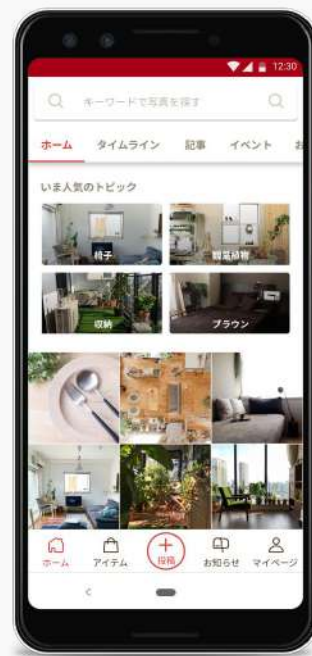 12:30
キーワードで写真を探す
ホーム タイムライン 記事 イベント お
いま人気のトピック
椅子 観葉植物
収納 ブラウン
ホーム アイテム 投稿 お知らせ マイページ